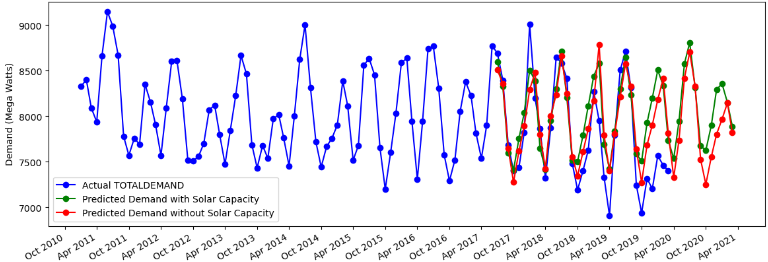 Demand (Mega Watts)
9000
8500
8000
7500
7000
Actual TOTALDEMAND
Predicted Demand with Solar Capacity
Predicted Demand without Solar Capacity
Oct 2010
Apr 2011
Oct 2011
Apr 2012
Oct 2012
Apr 2013
Oct 2013
Apr 2014
Oct 2014
Apr 2015
Oct 2015
Apr 2016
Oct 2016
Apr 2017
Oct 2017
Apr 2018
Oct 2018
Apr 2019
Oct 2019
Apr 2020
Oct 2020
Apr 2021